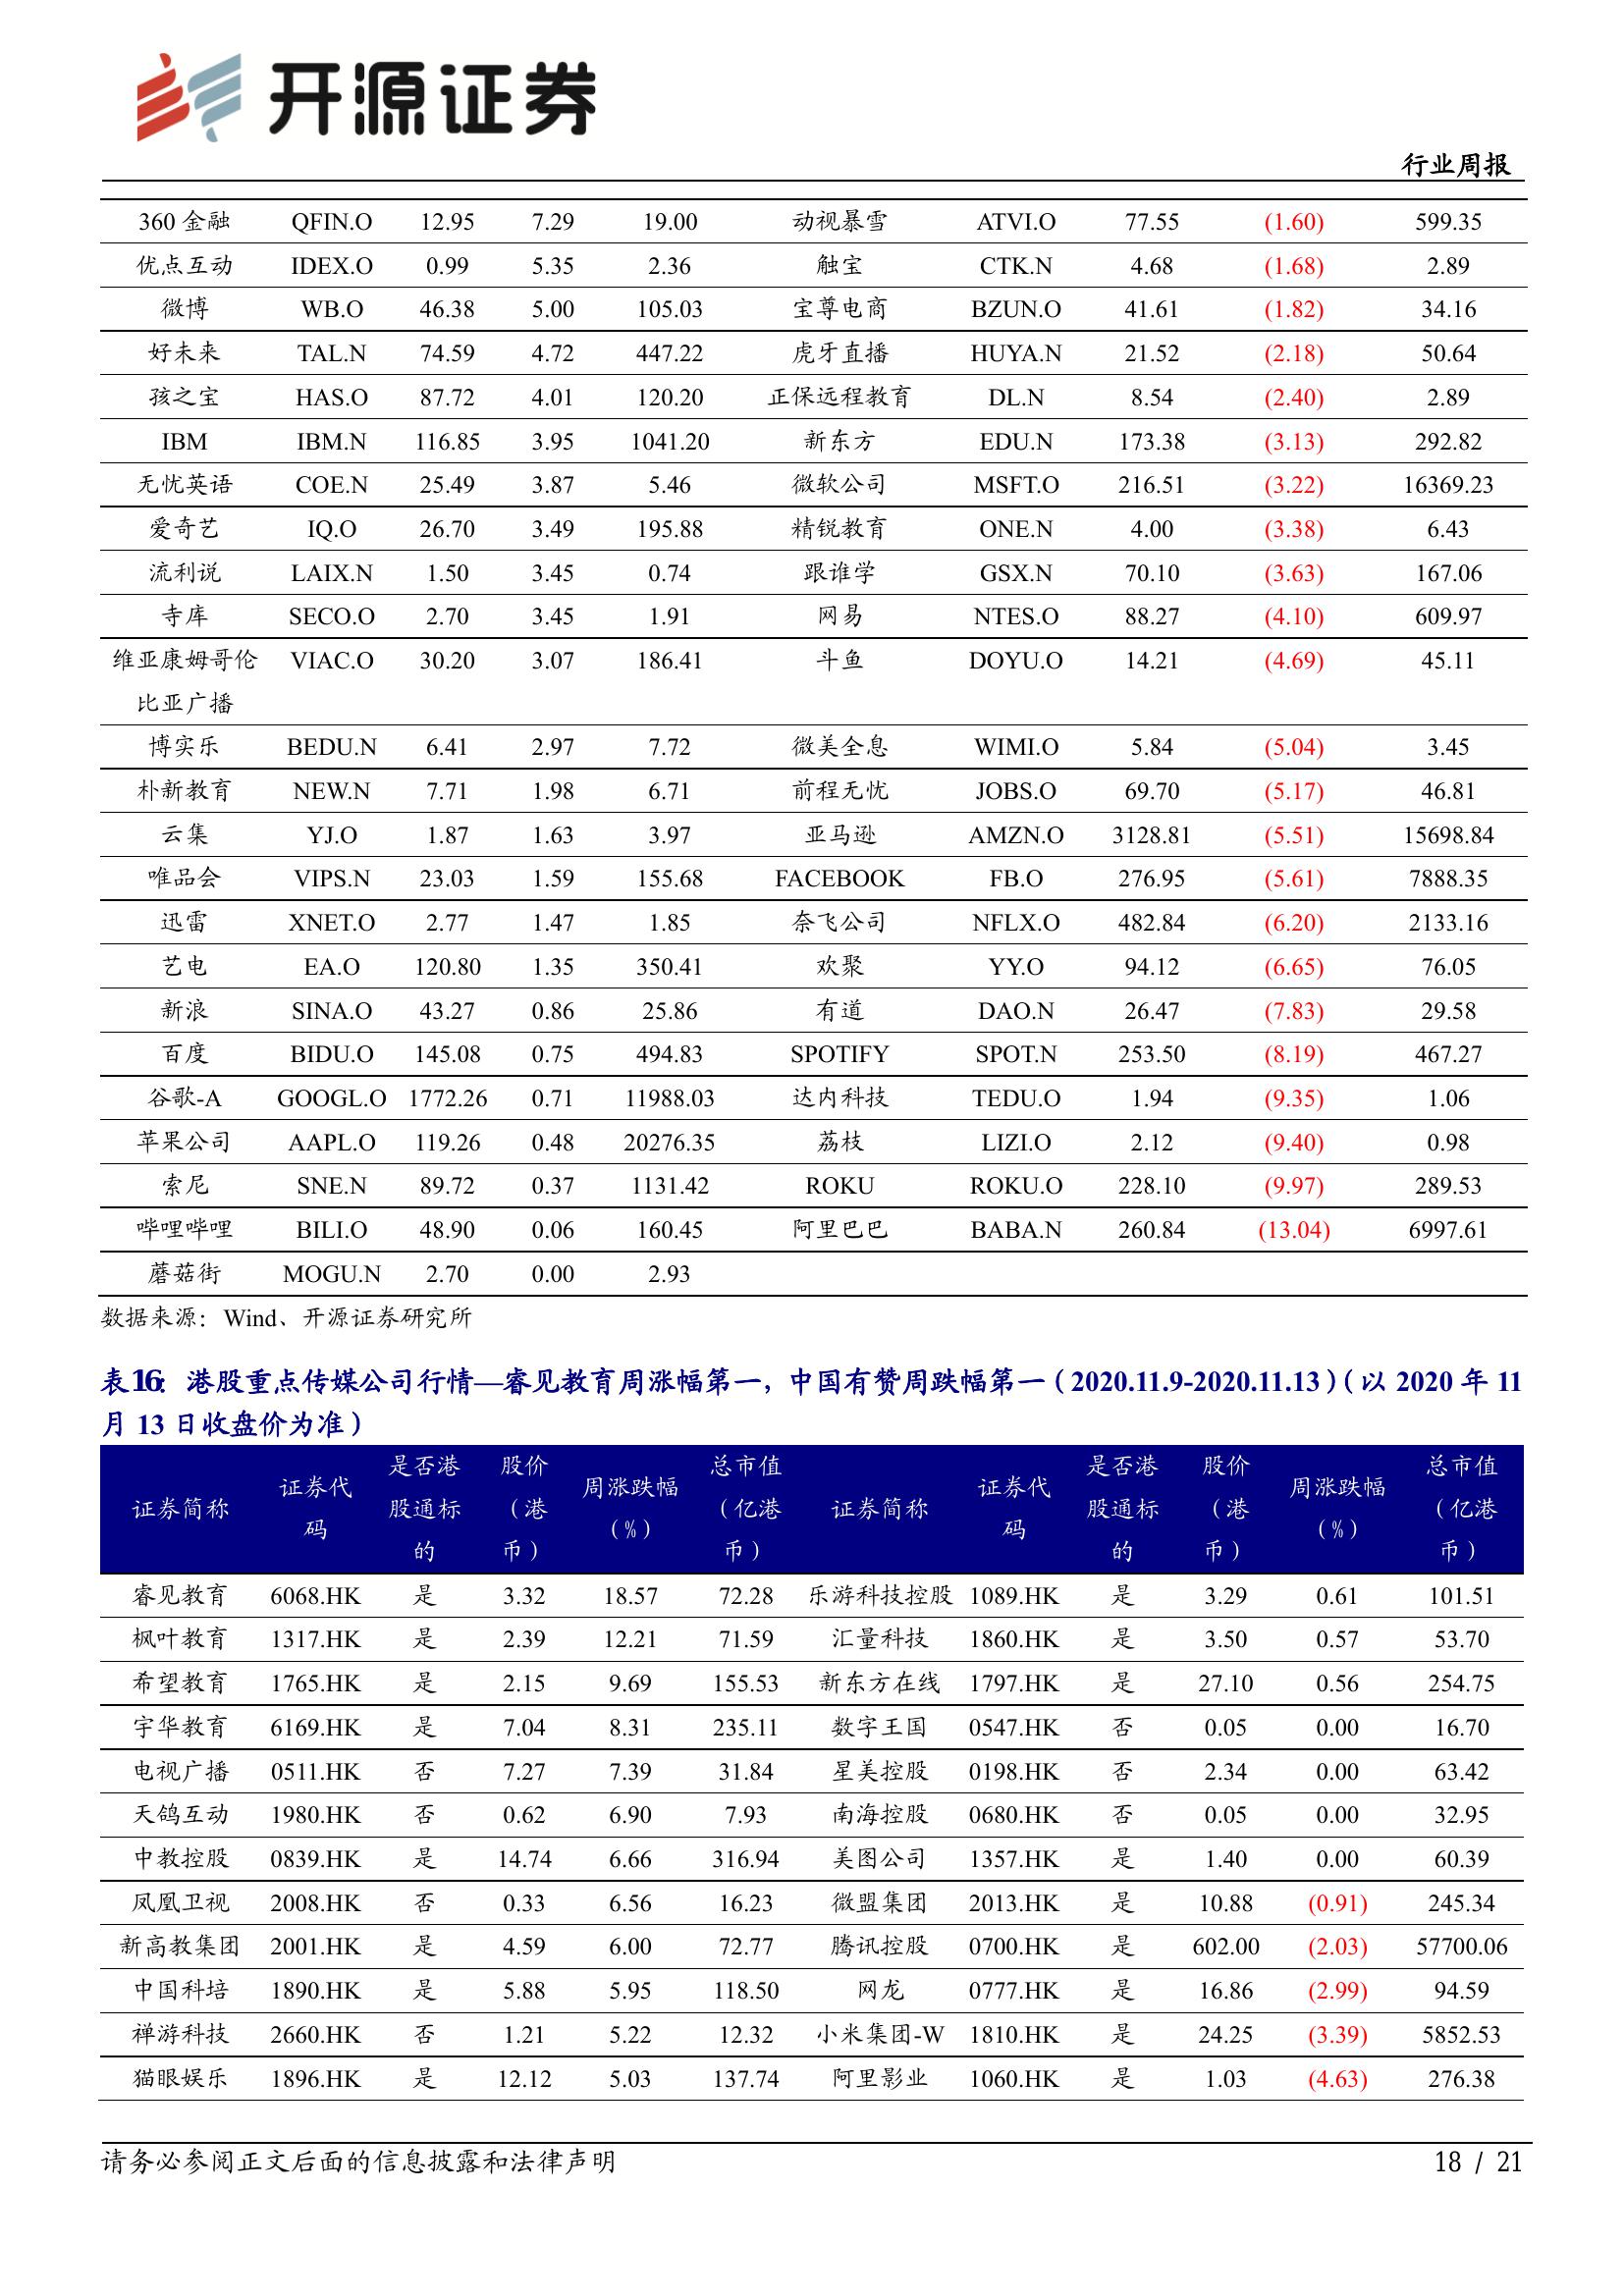 开源证券
行业周报
360 金融 QFIN.O 12.95 7.29 19.00 动视暴雪 ATVI.O 77.55 (1.60) 599.35
优点互动 IDEX.O 0.99 5.35 2.36 触宝 CTK.N 4.68 (1.68) 2.89
微博 WB.O 46.38 5.00 105.03 宝尊电商 BZUN.O 41.61 (1.82) 34.16
好未来 TAL.N 74.59 4.72 447.22 虎牙直播 HUYA.N 21.52 (2.18) 50.64
孩之宝 HAS.O 87.72 4.01 120.20 正保远程教育 DL.N 8.54 (2.40) 2.89
IBM IBM.N 116.85 3.95 1041.20 新东方 EDU.N 173.38 (3.13) 292.82
无忧英语 COE.N 25.49 3.87 5.46 微软公司 MSFT.O 216.51 (3.22) 16369.23
爱奇艺 IQ.O 26.70 3.49 195.88 精锐教育 ONE.N 4.00 (3.38) 6.43
流利说 LAIX.N 1.50 3.45 0.74 跟谁学 GSX.N 70.10 (3.63) 167.06
寺库 SECO.O 2.70 3.45 1.91 网易 NTES.O 88.27 (4.10) 609.97
维亚康姆哥伦 VIAC.O 30.20 3.07 186.41 斗鱼 DOYU.O 14.21 (4.69) 45.11
比亚广播
博实乐 BEDU.N 6.41 2.97 7.72 微美全息 WIMI.O 5.84 (5.04) 3.45
朴新教育 NEW.N 7.71 1.98 6.71 前程无忧 JOBS.O 69.70 (5.17) 46.81
云集 YJ.O 1.87 1.63 3.97 亚马逊 AMZN.O 3128.81 (5.51) 15698.84
唯品会 VIPS.N 23.03 1.59 155.68 FACEBOOK FB.O 276.95 (5.61) 7888.35
迅雷 XNET.O 2.77 1.47 1.85 奈飞公司 NFLX.O 482.84 (6.20) 2133.16
艺电 EA.O 120.80 1.35 350.41 欢聚 YY.O 94.12 (6.65) 76.05
新浪 SINA.O 43.27 0.86 25.86 有道 DAO.N 26.47 (7.83) 29.58
百度 BIDU.O 145.08 0.75 494.83 SPOTIFY SPOT.N 253.50 (8.19) 467.27
谷歌-A GOOGL.O 1772.26 0.71 11988.03 达内科技 TEDU.O 1.94 (9.35) 1.06
苹果公司 AAPL.O 119.26 0.48 20276.35 荔枝 LIZI.O 2.12 (9.40) 0.98
索尼 SNE.N 89.72 0.37 1131.42 ROKU ROKU.O 228.10 (9.97) 289.53
哔哩哔哩 BILI.O 48.90 0.06 160.45 阿里巴巴 BABA.N 260.84 (13.04) 6997.61
蘑菇街 MOGU.N 2.70 0.00 2.93
数据来源：Wind、开源证券研究所
表16：港股重点传媒公司行情—睿见教育周涨幅第一，中国有赞周跌幅第一（2020.11.9-2020.11.13）（以 2020 年 11
月 13 日收盘价为准）
证券简称 证券代码 是否港股通标的 股价（港币） 周涨跌幅（%） 总市值（亿港币） 证券简称 证券代码 是否港股通标的 股价（港币） 周涨跌幅（%） 总市值（亿港币）
睿见教育 6068.HK 是 3.32 18.57 72.28 乐游科技控股 1089.HK 是 3.29 0.61 101.51
枫叶教育 1317.HK 是 2.39 12.21 71.59 汇量科技 1860.HK 是 3.50 0.57 53.70
希望教育 1765.HK 是 2.15 9.69 155.53 新东方在线 1797.HK 是 27.10 0.56 254.75
宇华教育 6169.HK 是 7.04 8.31 235.11 数字王国 0547.HK 否 0.05 0.00 16.70
电视广播 0511.HK 否 7.27 7.39 31.84 星美控股 0198.HK 否 2.34 0.00 63.42
天鸽互动 1980.HK 否 0.62 6.90 7.93 南海控股 0680.HK 否 0.05 0.00 32.95
中教控股 0839.HK 是 14.74 6.66 316.94 美图公司 1357.HK 是 1.40 0.00 60.39
凤凰卫视 2008.HK 否 0.33 6.56 16.23 微盟集团 2013.HK 是 10.88 (0.91) 245.34
新高教集团 2001.HK 是 4.59 6.00 72.77 腾讯控股 0700.HK 是 602.00 (2.03) 57700.06
中国科培 1890.HK 是 5.88 5.95 118.50 网龙 0777.HK 是 16.86 (2.99) 94.59
禅游科技 2660.HK 否 1.21 5.22 12.32 小米集团-W 1810.HK 是 24.25 (3.39) 5852.53
猫眼娱乐 1896.HK 是 12.12 5.03 137.74 阿里影业 1060.HK 是 1.03 (4.63) 276.38
请务必参阅正文后面的信息披露和法律声明
18 / 21